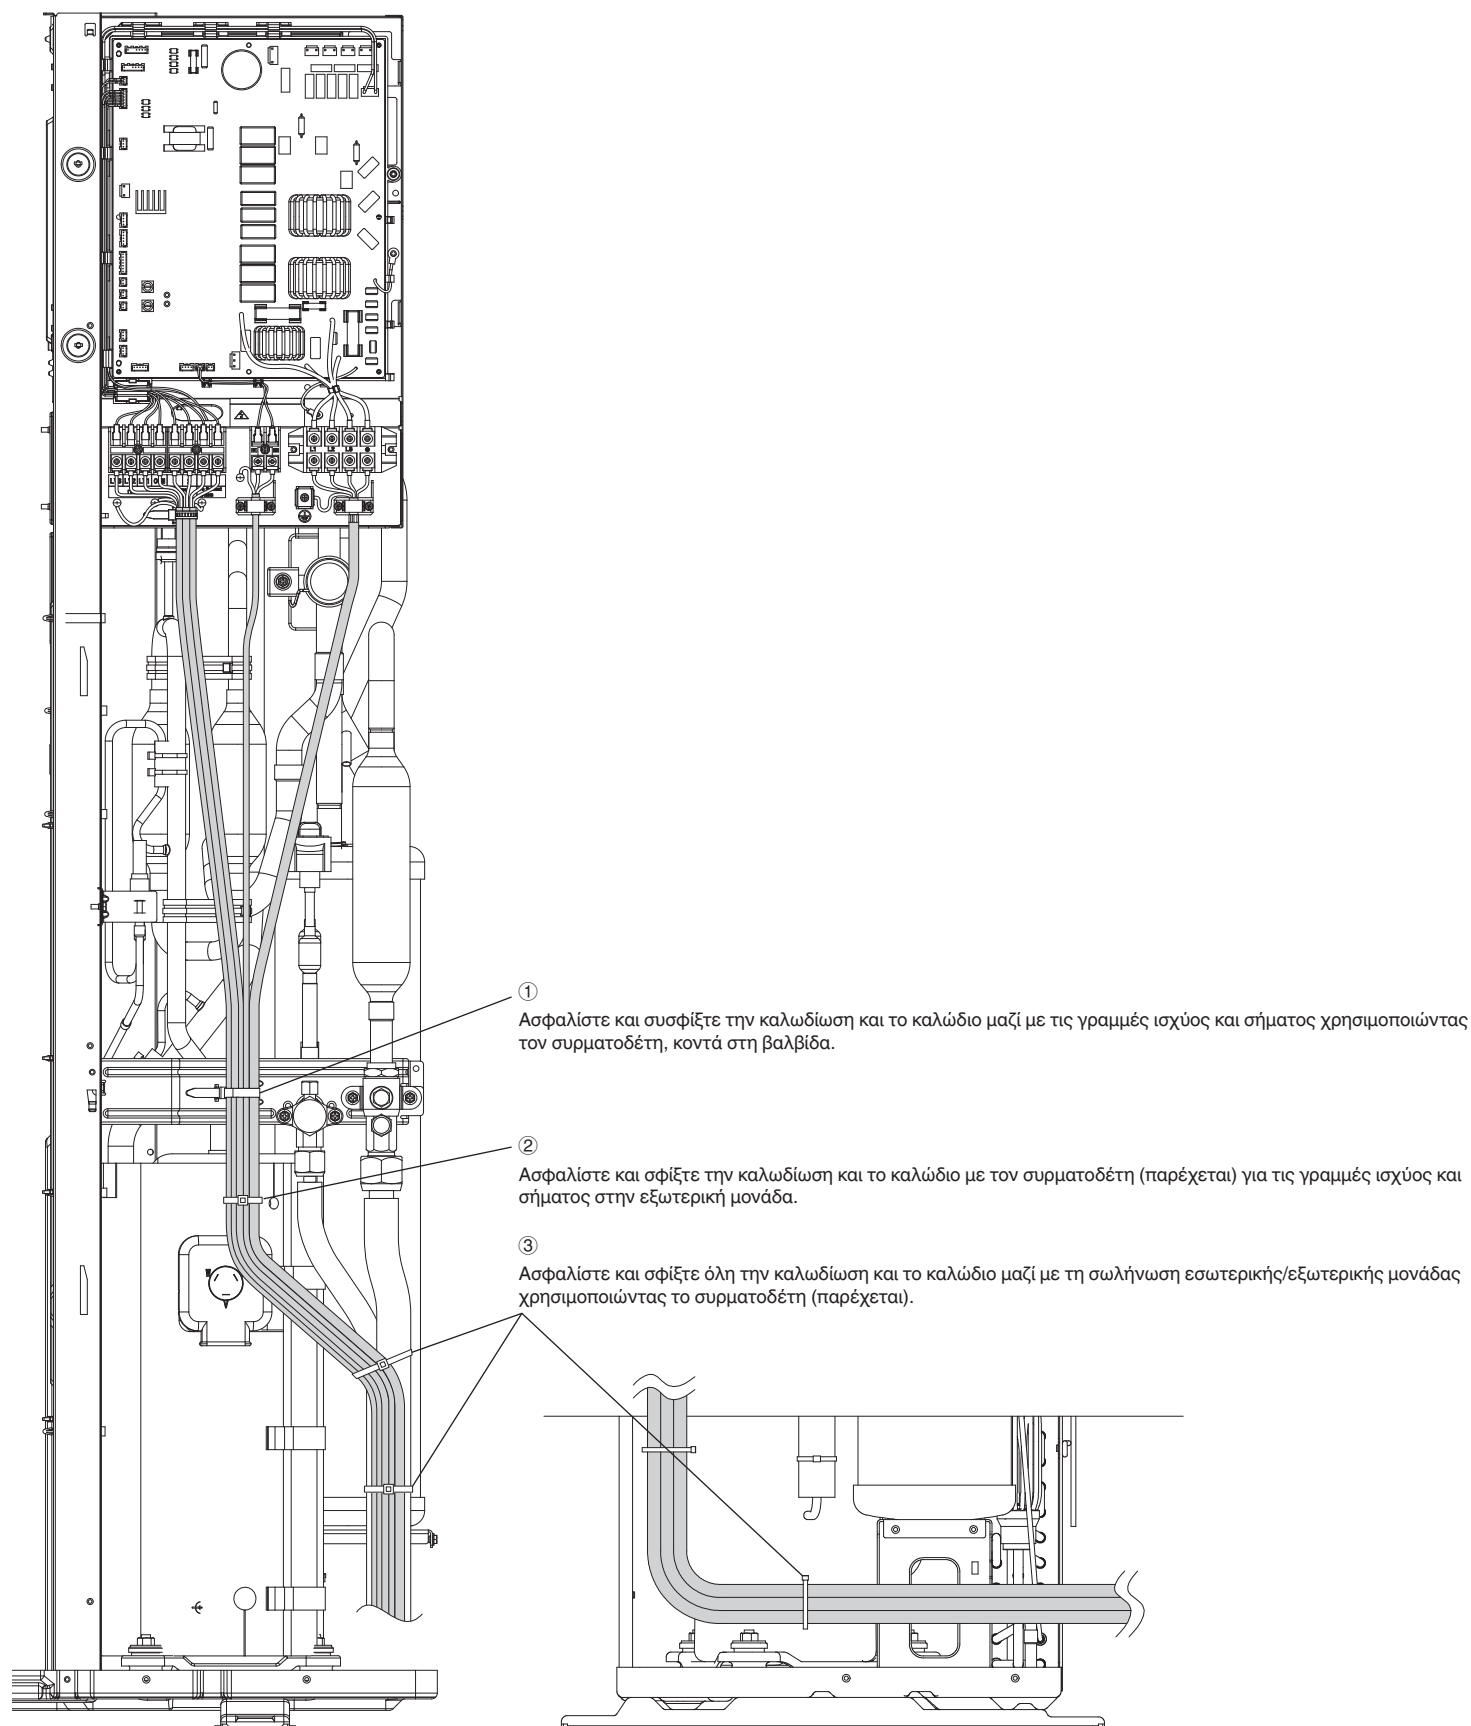 L1 L2 L3
①
Ασφαλίστε και συσφίξτε την καλωδίωση και το καλώδιο μαζί με τις γραμμές ισχύος και σήματος χρησιμοποιώντας
τον συρματοδέτη, κοντά στη βαλβίδα.
②
Ασφαλίστε και σφίξτε την καλωδίωση και το καλώδιο με τον συρματοδέτη (παρέχεται) για τις γραμμές ισχύος και
σήματος στην εξωτερική μονάδα.
③
Ασφαλίστε και σφίξτε όλη την καλωδίωση και το καλώδιο μαζί με τη σωλήνωση εσωτερικής/εξωτερικής μονάδας
χρησιμοποιώντας το συρματοδέτη (παρέχεται).